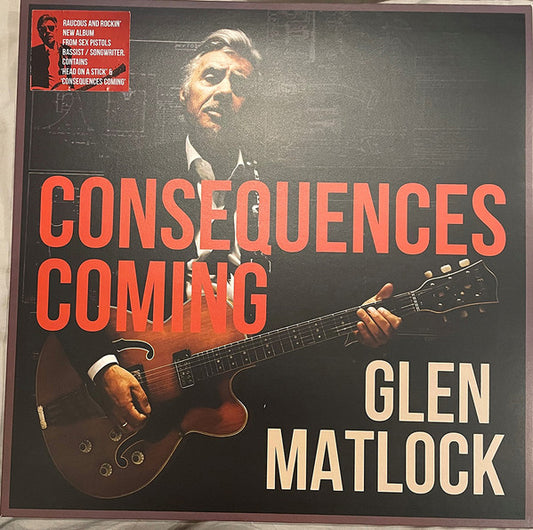 RAUCOUS AND ROCKIN'
NEW ALBUM
FROM SEX PISTOLS
BASSIST / SONGWRITER.
CONTAINS
'HEAD ON A STICK' &
'CONSEQUENCES COMING'
CONSEQUENCES
COMING
GLEN
MATLOCK